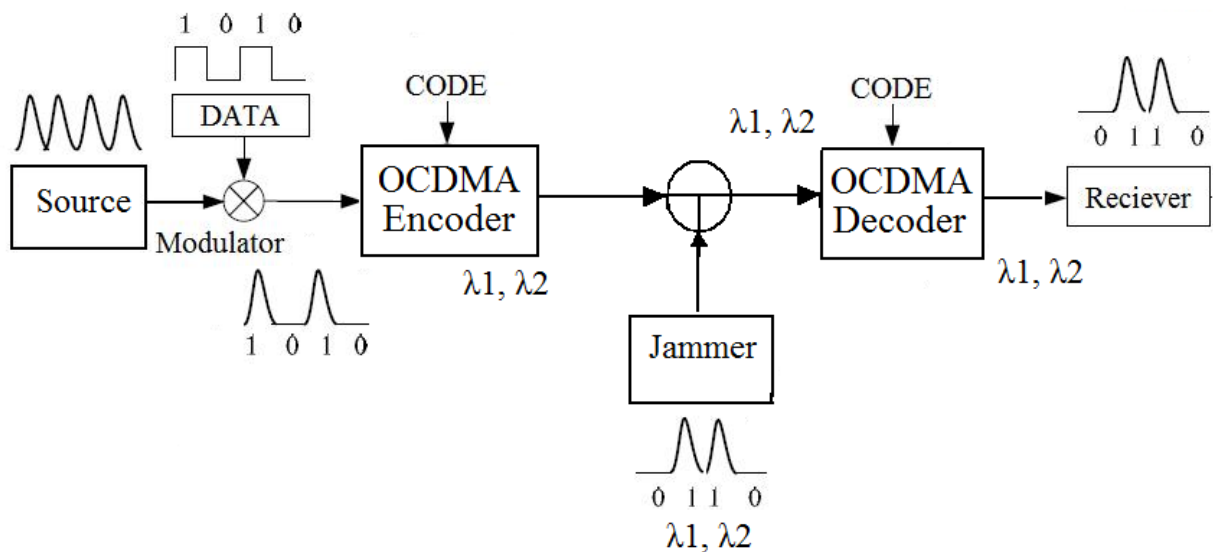 1 0 1 0
DATA
Source
Modulator
1 0 1 0
CODE
OCDMA
Encoder
λ1, λ2
Jammer
0 1 1 0
λ1, λ2
λ1, λ2
CODE
OCDMA
Decoder
λ1, λ2
0 1 1 0
Reciever